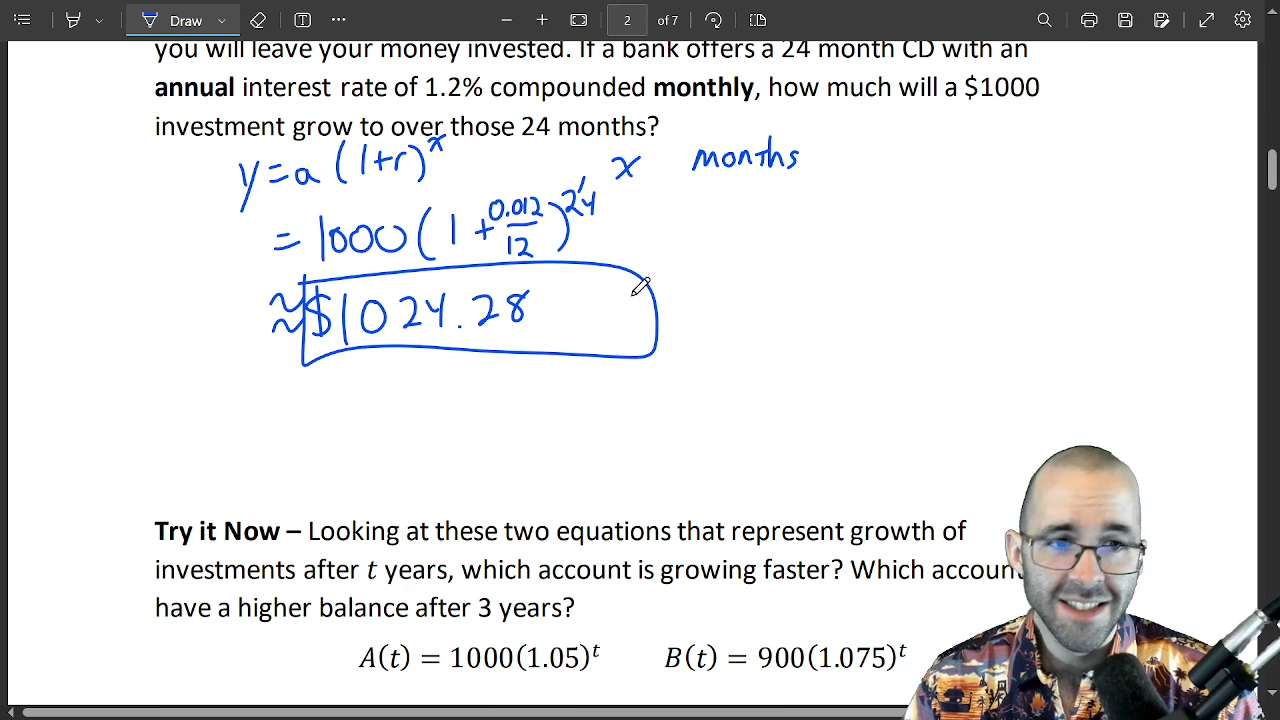 Draw
2 of 7
you will leave your money invested. If a bank offers a 24 month CD with an
annual interest rate of 1.2% compounded monthly, how much will a $1000
investment grow to over those 24 months?
y=a(1+r)^x x months
=1000(1+0.012/12)^24
≈$1024.28
Try it Now – Looking at these two equations that represent growth of
investments after t years, which account is growing faster? Which account
have a higher balance after 3 years?
A(t) = 1000(1.05)^t B(t) = 900(1.075)^t